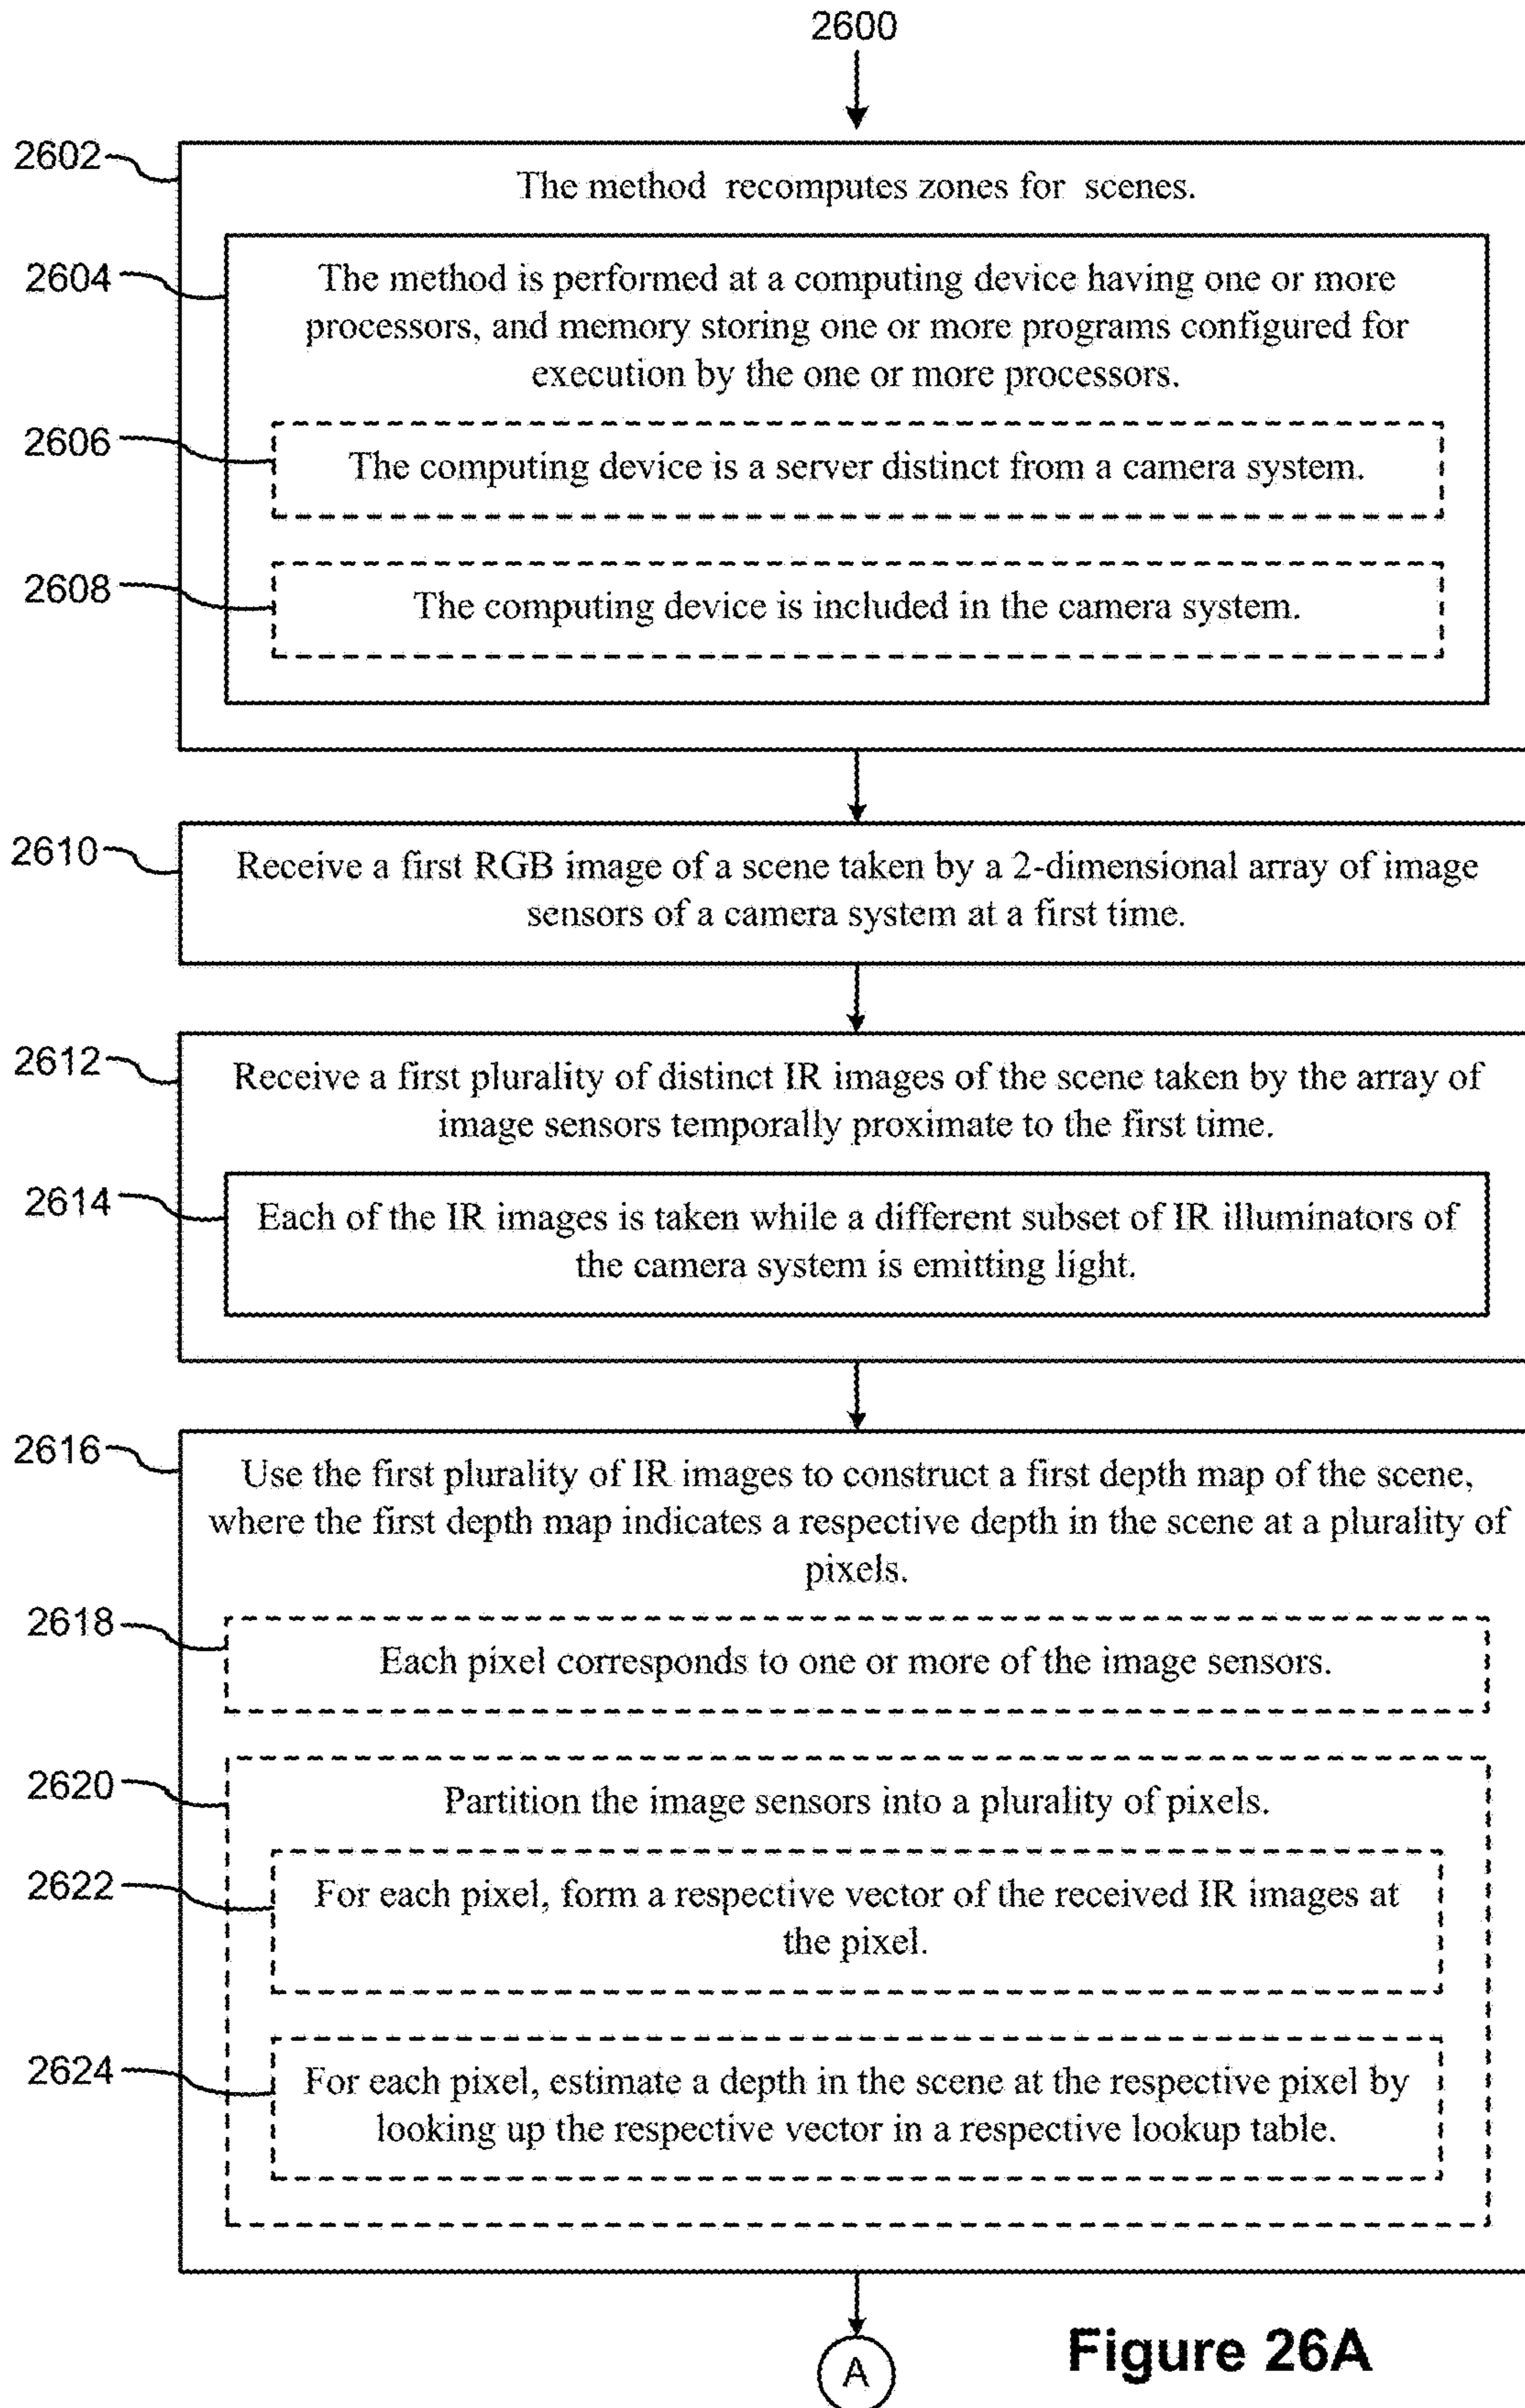 2600
2602
The method recomputes zones for scenes.
2604
The method is performed at a computing device having one or more
processors, and memory storing one or more programs configured for
execution by the one or more processors.
2606
The computing device is a server distinct from a camera system.
2608
The computing device is included in the camera system.
2610
Receive a first RGB image of a scene taken by a 2-dimensional array of image
sensors of a camera system at a first time.
2612
Receive a first plurality of distinct IR images of the scene taken by the array of
image sensors temporally proximate to the first time.
2614
Each of the IR images is taken while a different subset of IR illuminators of
the camera system is emitting light.
2616
Use the first plurality of IR images to construct a first depth map of the scene,
where the first depth map indicates a respective depth in the scene at a plurality of
pixels.
2618
Each pixel corresponds to one or more of the image sensors.
2620
Partition the image sensors into a plurality of pixels.
2622
For each pixel, form a respective vector of the received IR images at
the pixel.
2624
For each pixel, estimate a depth in the scene at the respective pixel by
looking up the respective vector in a respective lookup table.
A
Figure 26A